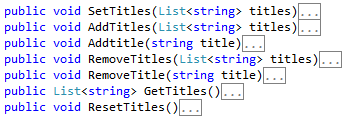 public void SetTitles(List<string> titles)...
public void AddTitles(List<string> titles)...
public void Addtitle(string title)...
public void RemoveTitles(List<string> titles)...
public void RemoveTitle(string title)...
public List<string> GetTitles()...
public void ResetTitles()...